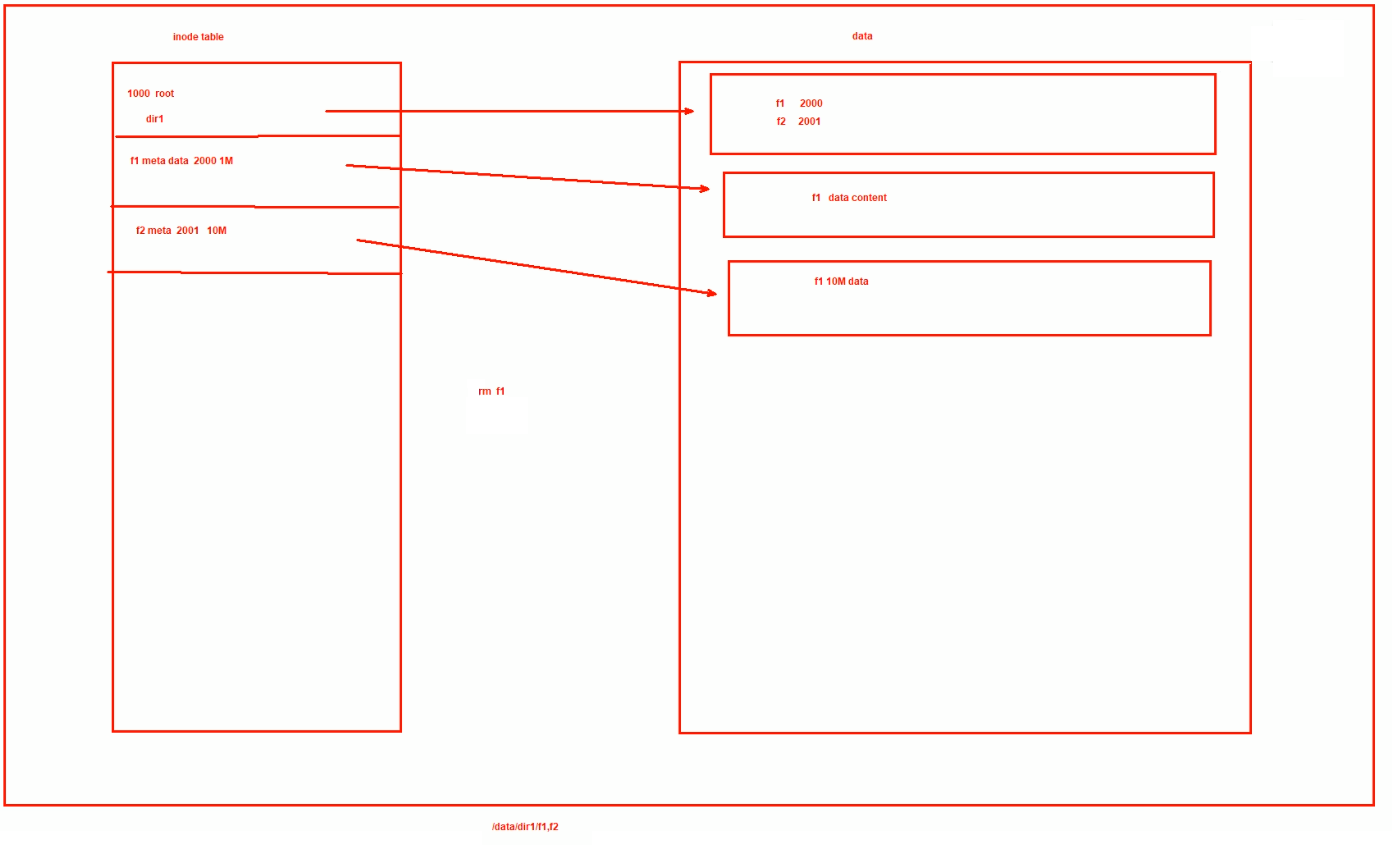 inode table
1000 root
dir1
f1 meta data 2000 1M
f2 meta 2001 10M
data
f1 2000
f2 2001
f1 data content
f1 10M data
rm f1
/data/dir1/f1,f2